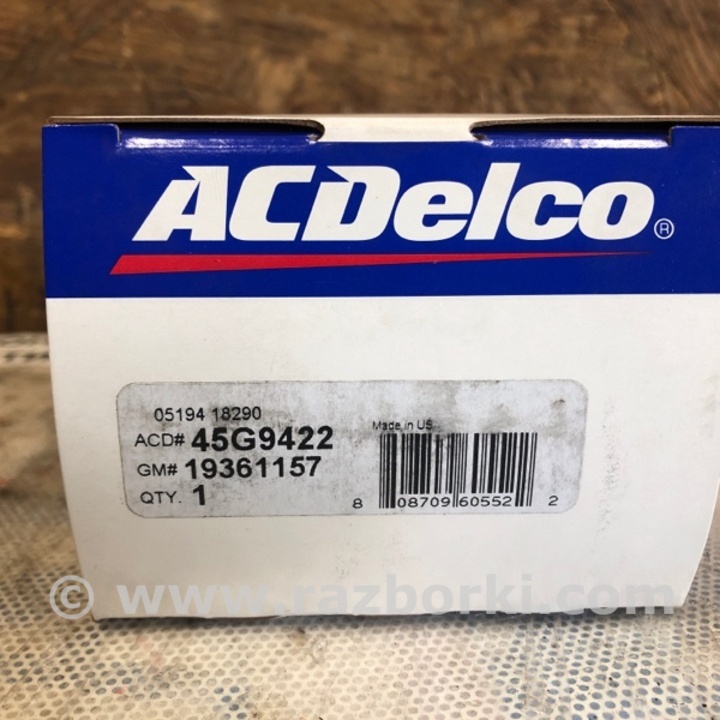 ACDelco®
05194 18290
ACD# 45G9422
GM# 19361157
QTY. 1
Made in US
8 08709 60552 2
© www.razborki.com